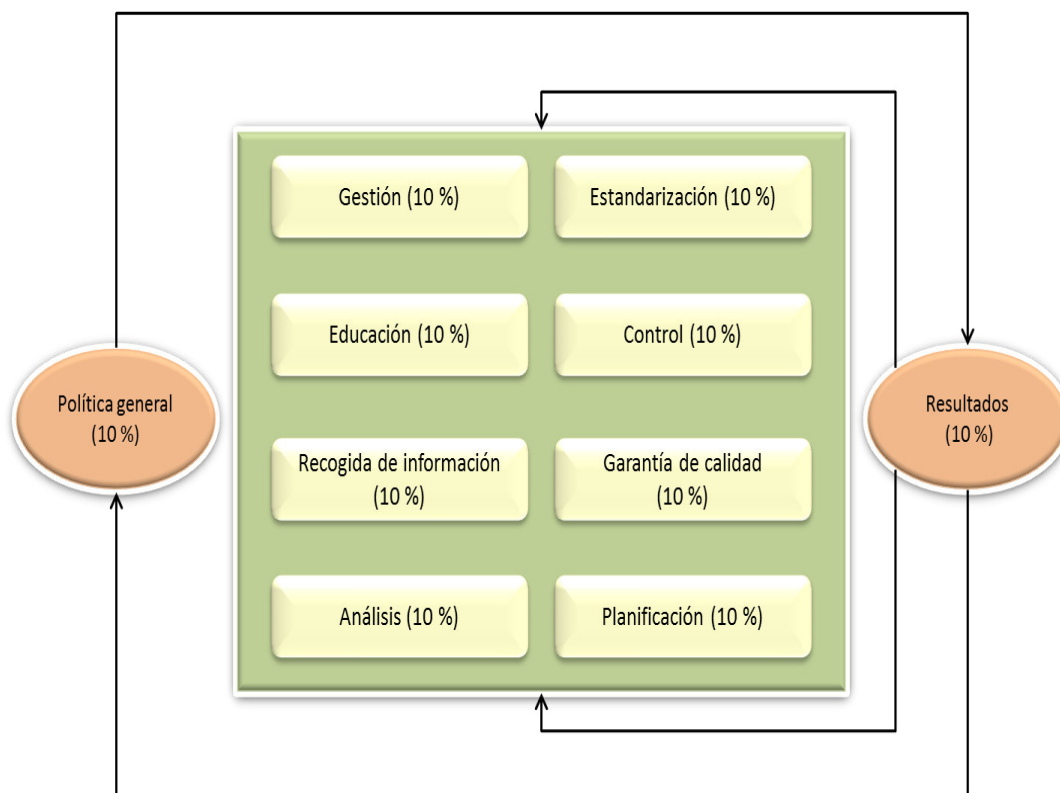 Gestión (10 %)
Estandarización (10 %)
Educación (10 %)
Control (10 %)
Política general
(10 %)
Resultados
(10 %)
Recogida de información
(10 %)
Garantía de calidad
(10 %)
Análisis (10 %)
Planificación (10 %)